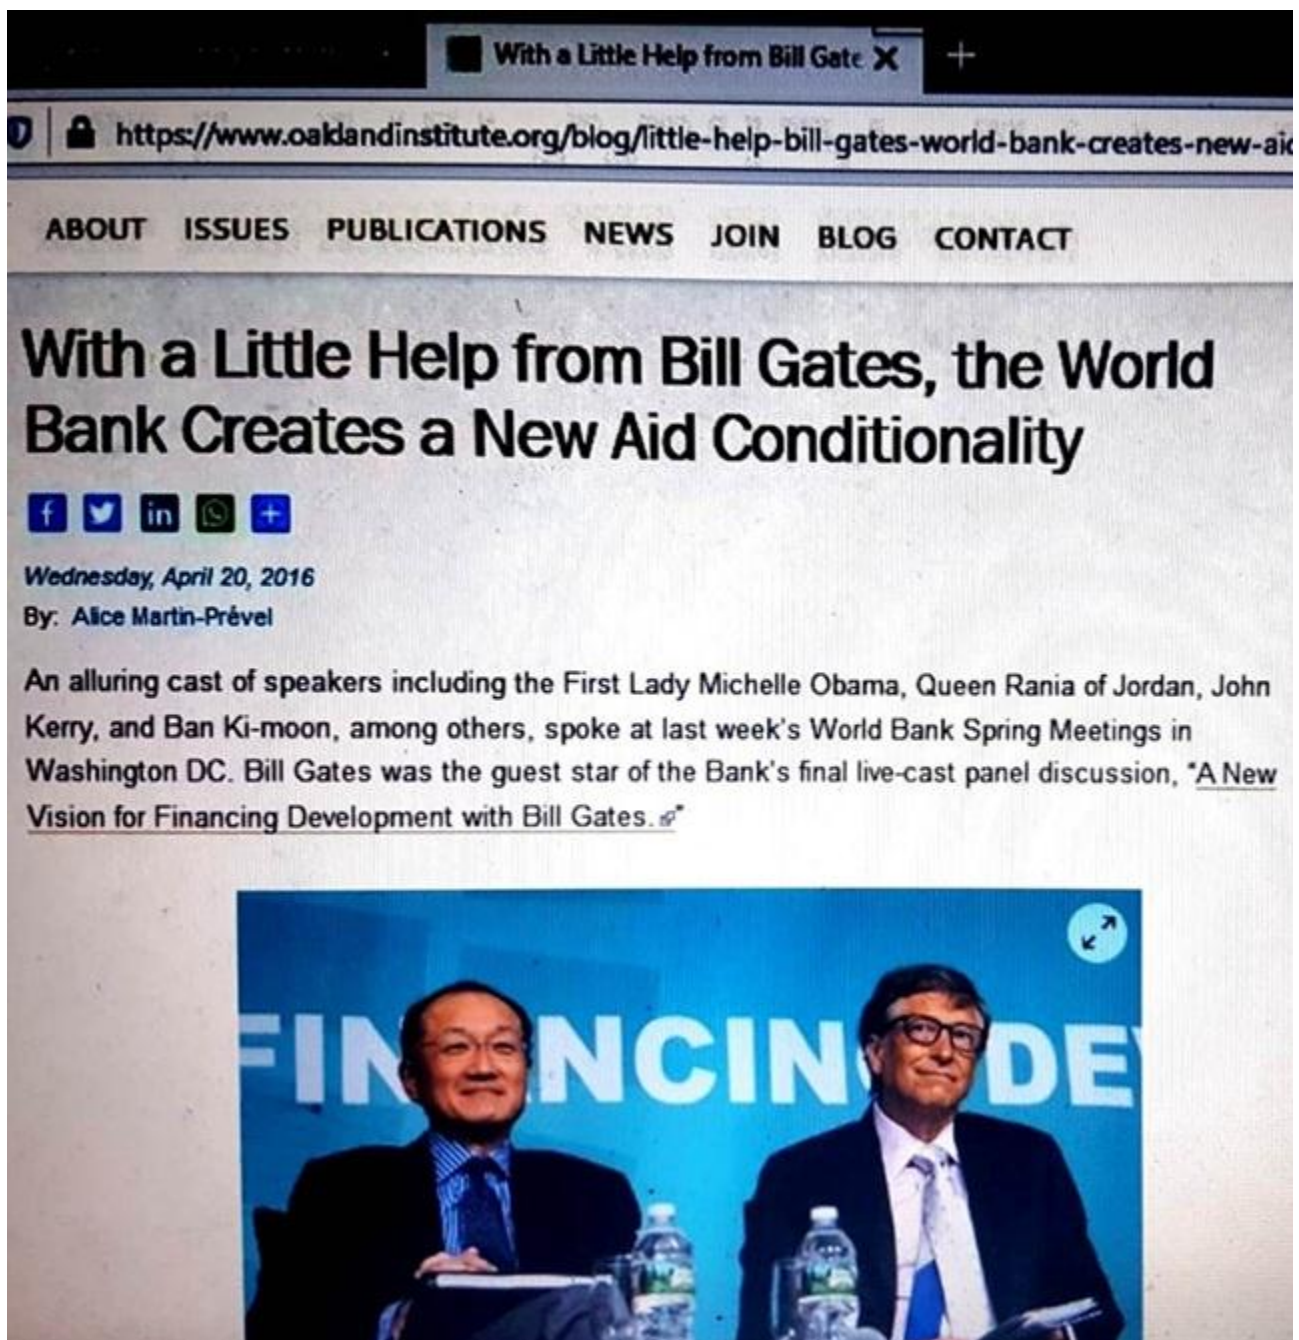 With a Little Help from Bill Gate
https://www.oaklandinstitute.org/blog/little-help-bill-gates-world-bank-creates-new-aid
ABOUT ISSUES PUBLICATIONS NEWS JOIN BLOG CONTACT
With a Little Help from Bill Gates, the World
Bank Creates a New Aid Conditionality
Wednesday, April 20, 2016
By: Alice Martin-Prével
An alluring cast of speakers including the First Lady Michelle Obama, Queen Rania of Jordan, John
Kerry, and Ban Ki-moon, among others, spoke at last week's World Bank Spring Meetings in
Washington DC. Bill Gates was the guest star of the Bank's final live-cast panel discussion, "A New
Vision for Financing Development with Bill Gates."
FIN NCIN DE